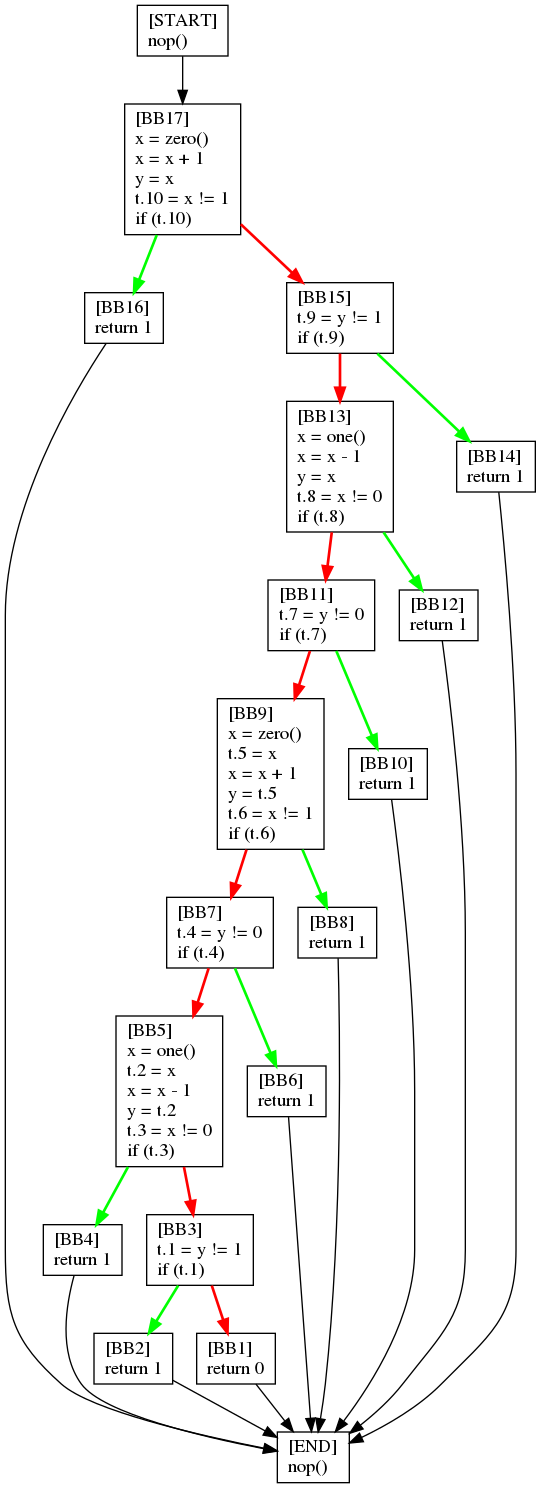 [START]
nop()
[BB17]
x = zero()
x = x + 1
y = x
t.10 = x != 1
if (t.10)
[BB16]
return 1
[BB15]
t.9 = y != 1
if (t.9)
[BB13]
x = one()
x = x - 1
y = x
t.8 = x != 0
if (t.8)
[BB14]
return 1
[BB11]
t.7 = y != 0
if (t.7)
[BB12]
return 1
[BB9]
x = zero()
t.5 = x
x = x + 1
y = t.5
t.6 = x != 1
if (t.6)
[BB10]
return 1
[BB7]
t.4 = y != 0
if (t.4)
[BB8]
return 1
[BB5]
x = one()
t.2 = x
x = x - 1
y = t.2
t.3 = x != 0
if (t.3)
[BB6]
return 1
[BB4]
return 1
[BB3]
t.1 = y != 1
if (t.1)
[BB2]
return 1
[BB1]
return 0
[END]
nop()